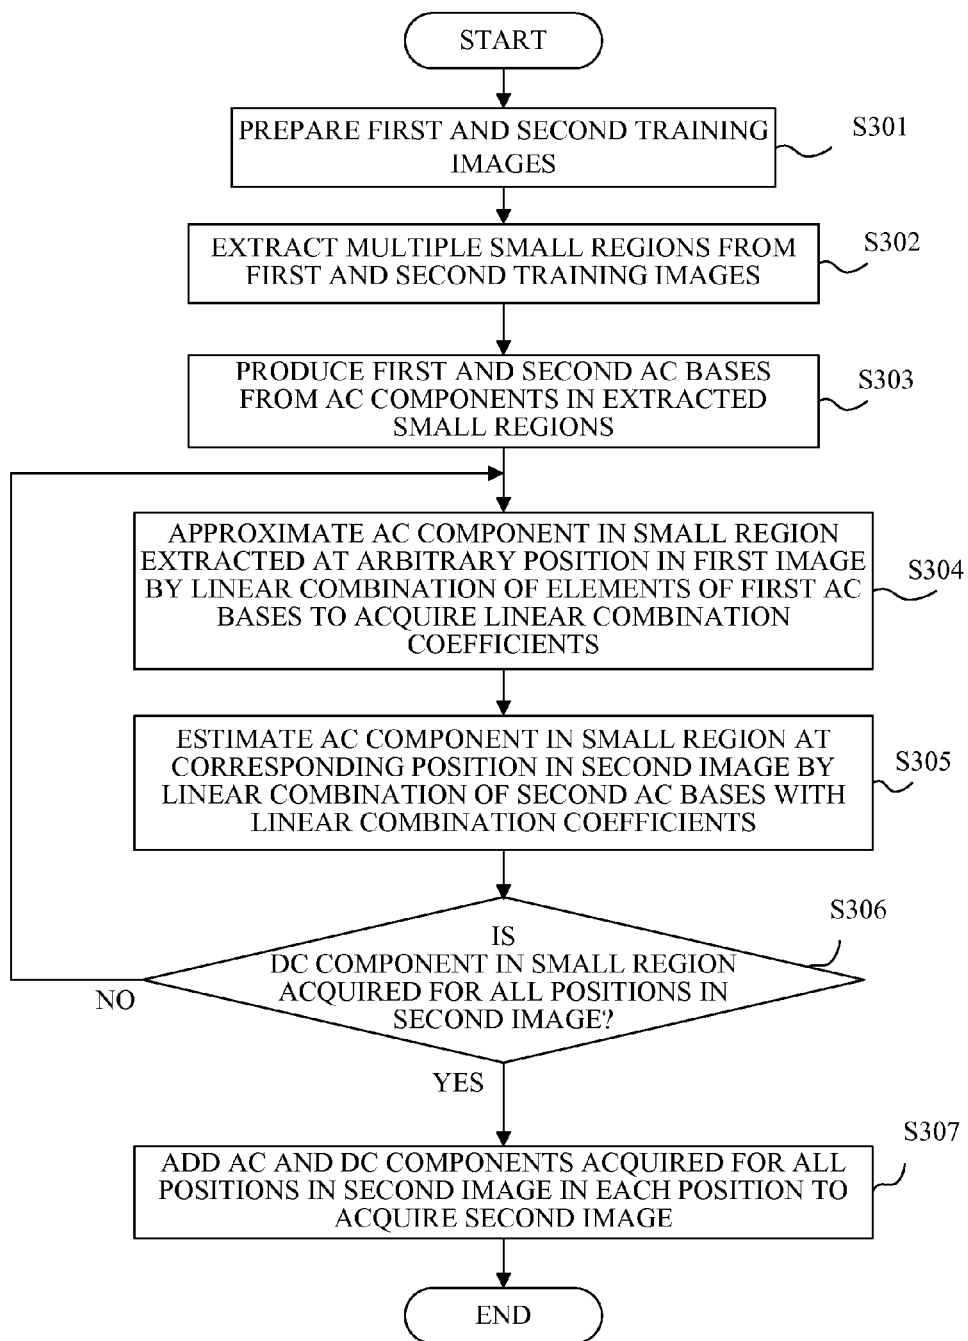 START
PREPARE FIRST AND SECOND TRAINING
IMAGES
S301
EXTRACT MULTIPLE SMALL REGIONS FROM
FIRST AND SECOND TRAINING IMAGES
S302
PRODUCE FIRST AND SECOND AC BASES
FROM AC COMPONENTS IN EXTRACTED
SMALL REGIONS
S303
APPROXIMATE AC COMPONENT IN SMALL REGION
EXTRACTED AT ARBITRARY POSITION IN FIRST IMAGE
BY LINEAR COMBINATION OF ELEMENTS OF FIRST AC
BASES TO ACQUIRE LINEAR COMBINATION
COEFFICIENTS
S304
ESTIMATE AC COMPONENT IN SMALL REGION AT
CORRESPONDING POSITION IN SECOND IMAGE BY
LINEAR COMBINATION OF SECOND AC BASES WITH
LINEAR COMBINATION COEFFICIENTS
S305
IS
DC COMPONENT IN SMALL REGION
ACQUIRED FOR ALL POSITIONS IN
SECOND IMAGE?
S306
NO
YES
ADD AC AND DC COMPONENTS ACQUIRED FOR ALL
POSITIONS IN SECOND IMAGE IN EACH POSITION TO
ACQUIRE SECOND IMAGE
S307
END